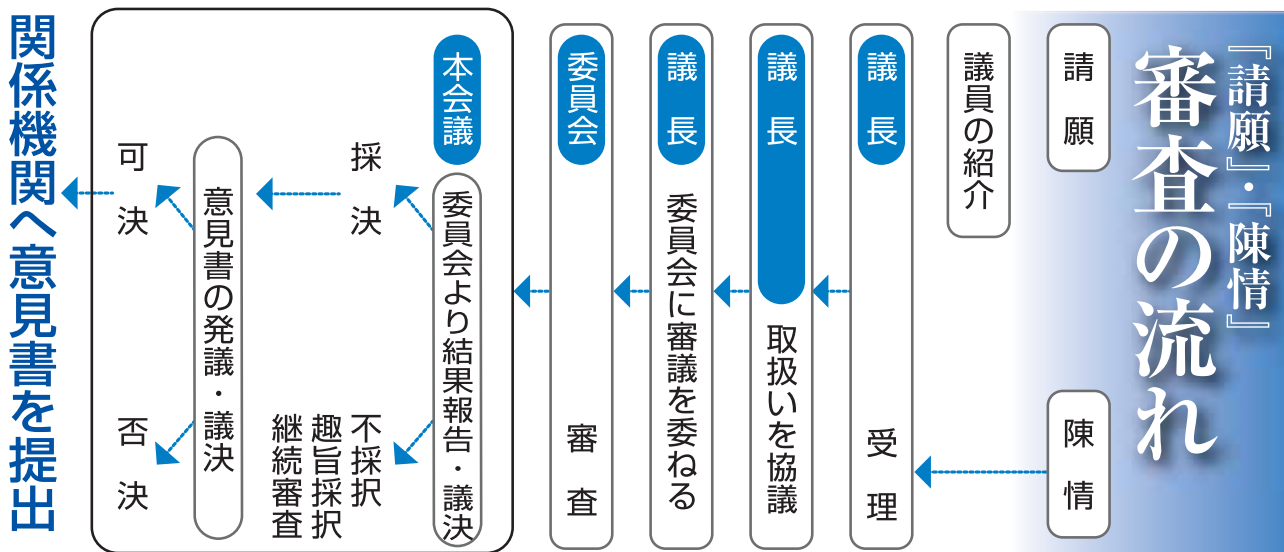 『請願』・『陳情』
審査の流れ
請願
陳情
議員の紹介
議長
受理
議長
取扱いを協議
議長
委員会に審議を委ねる
委員会
審査
本会議
委員会より結果報告・議決
採決
不採択
趣旨採択
継続審査
意見書の発議・議決
可決
否決
関係機関へ意見書を提出